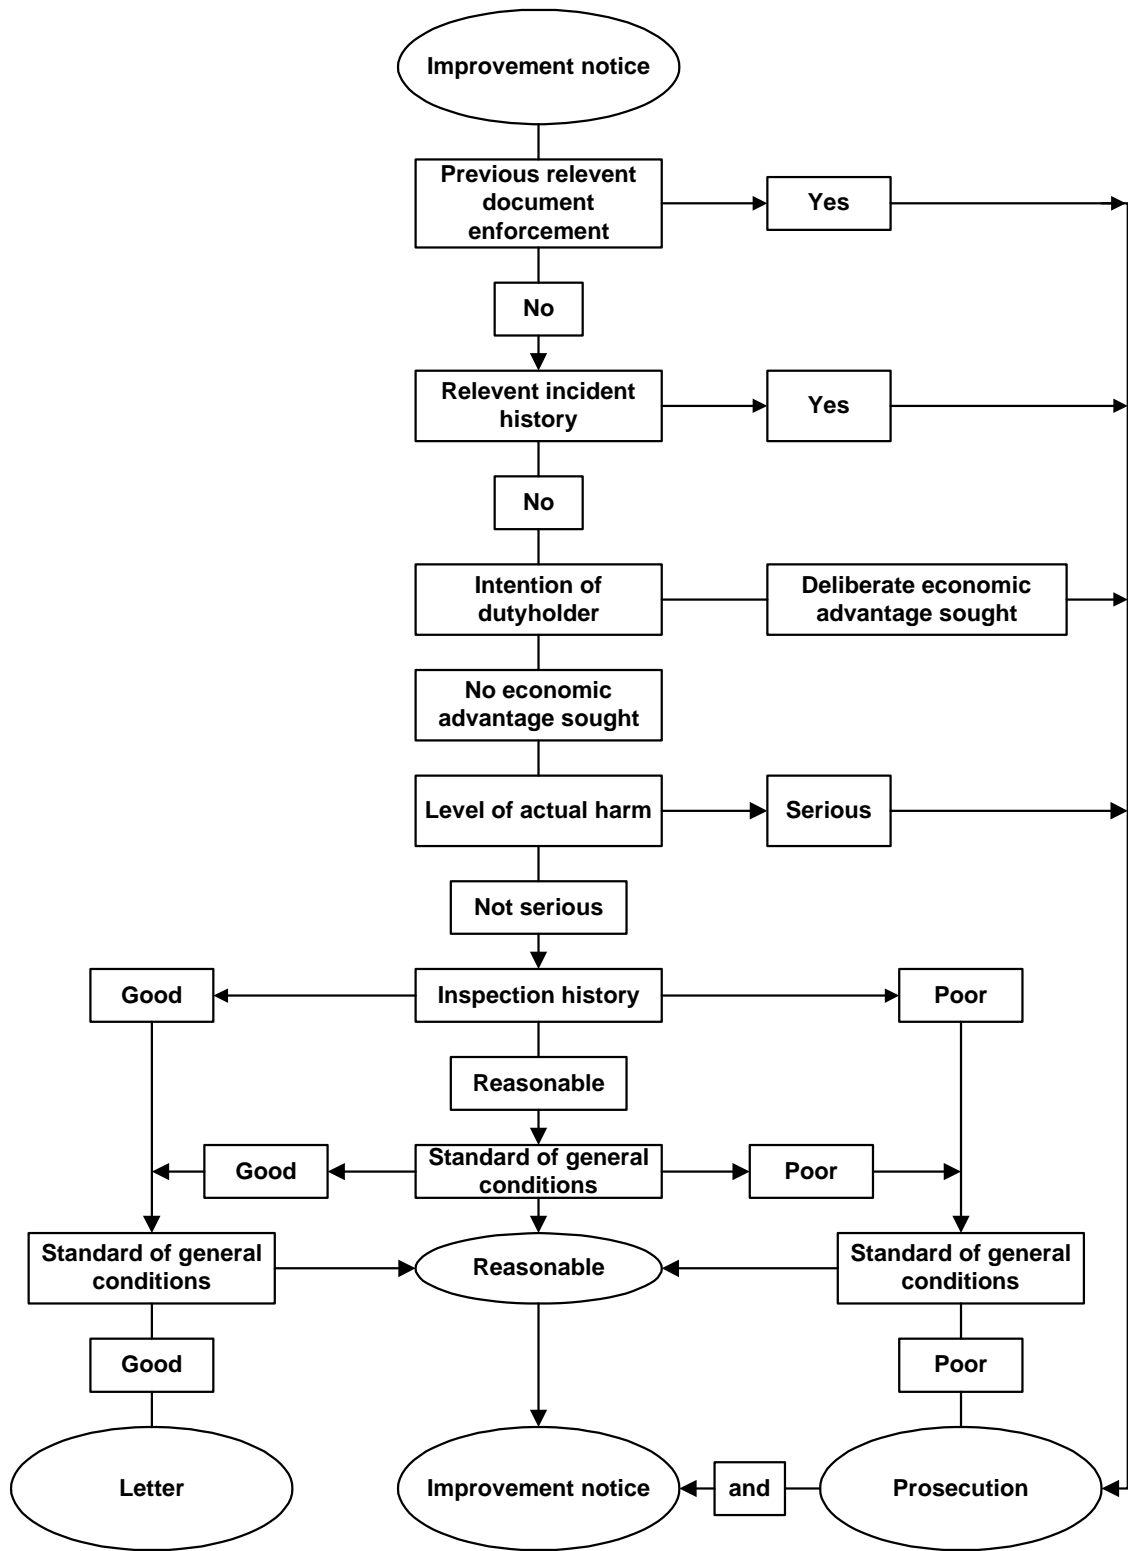 Improvement notice
Previous relevent
document
enforcement
Yes
No
Relevent incident
history
Yes
No
Intention of
dutyholder
Deliberate economic
advantage sought
No economic
advantage sought
Level of actual harm
Serious
Not serious
Good
Inspection history
Poor
Reasonable
Good
Standard of general
conditions
Poor
Standard of general
conditions
Reasonable
Standard of general
conditions
Good
Poor
Letter
Improvement notice
and
Prosecution